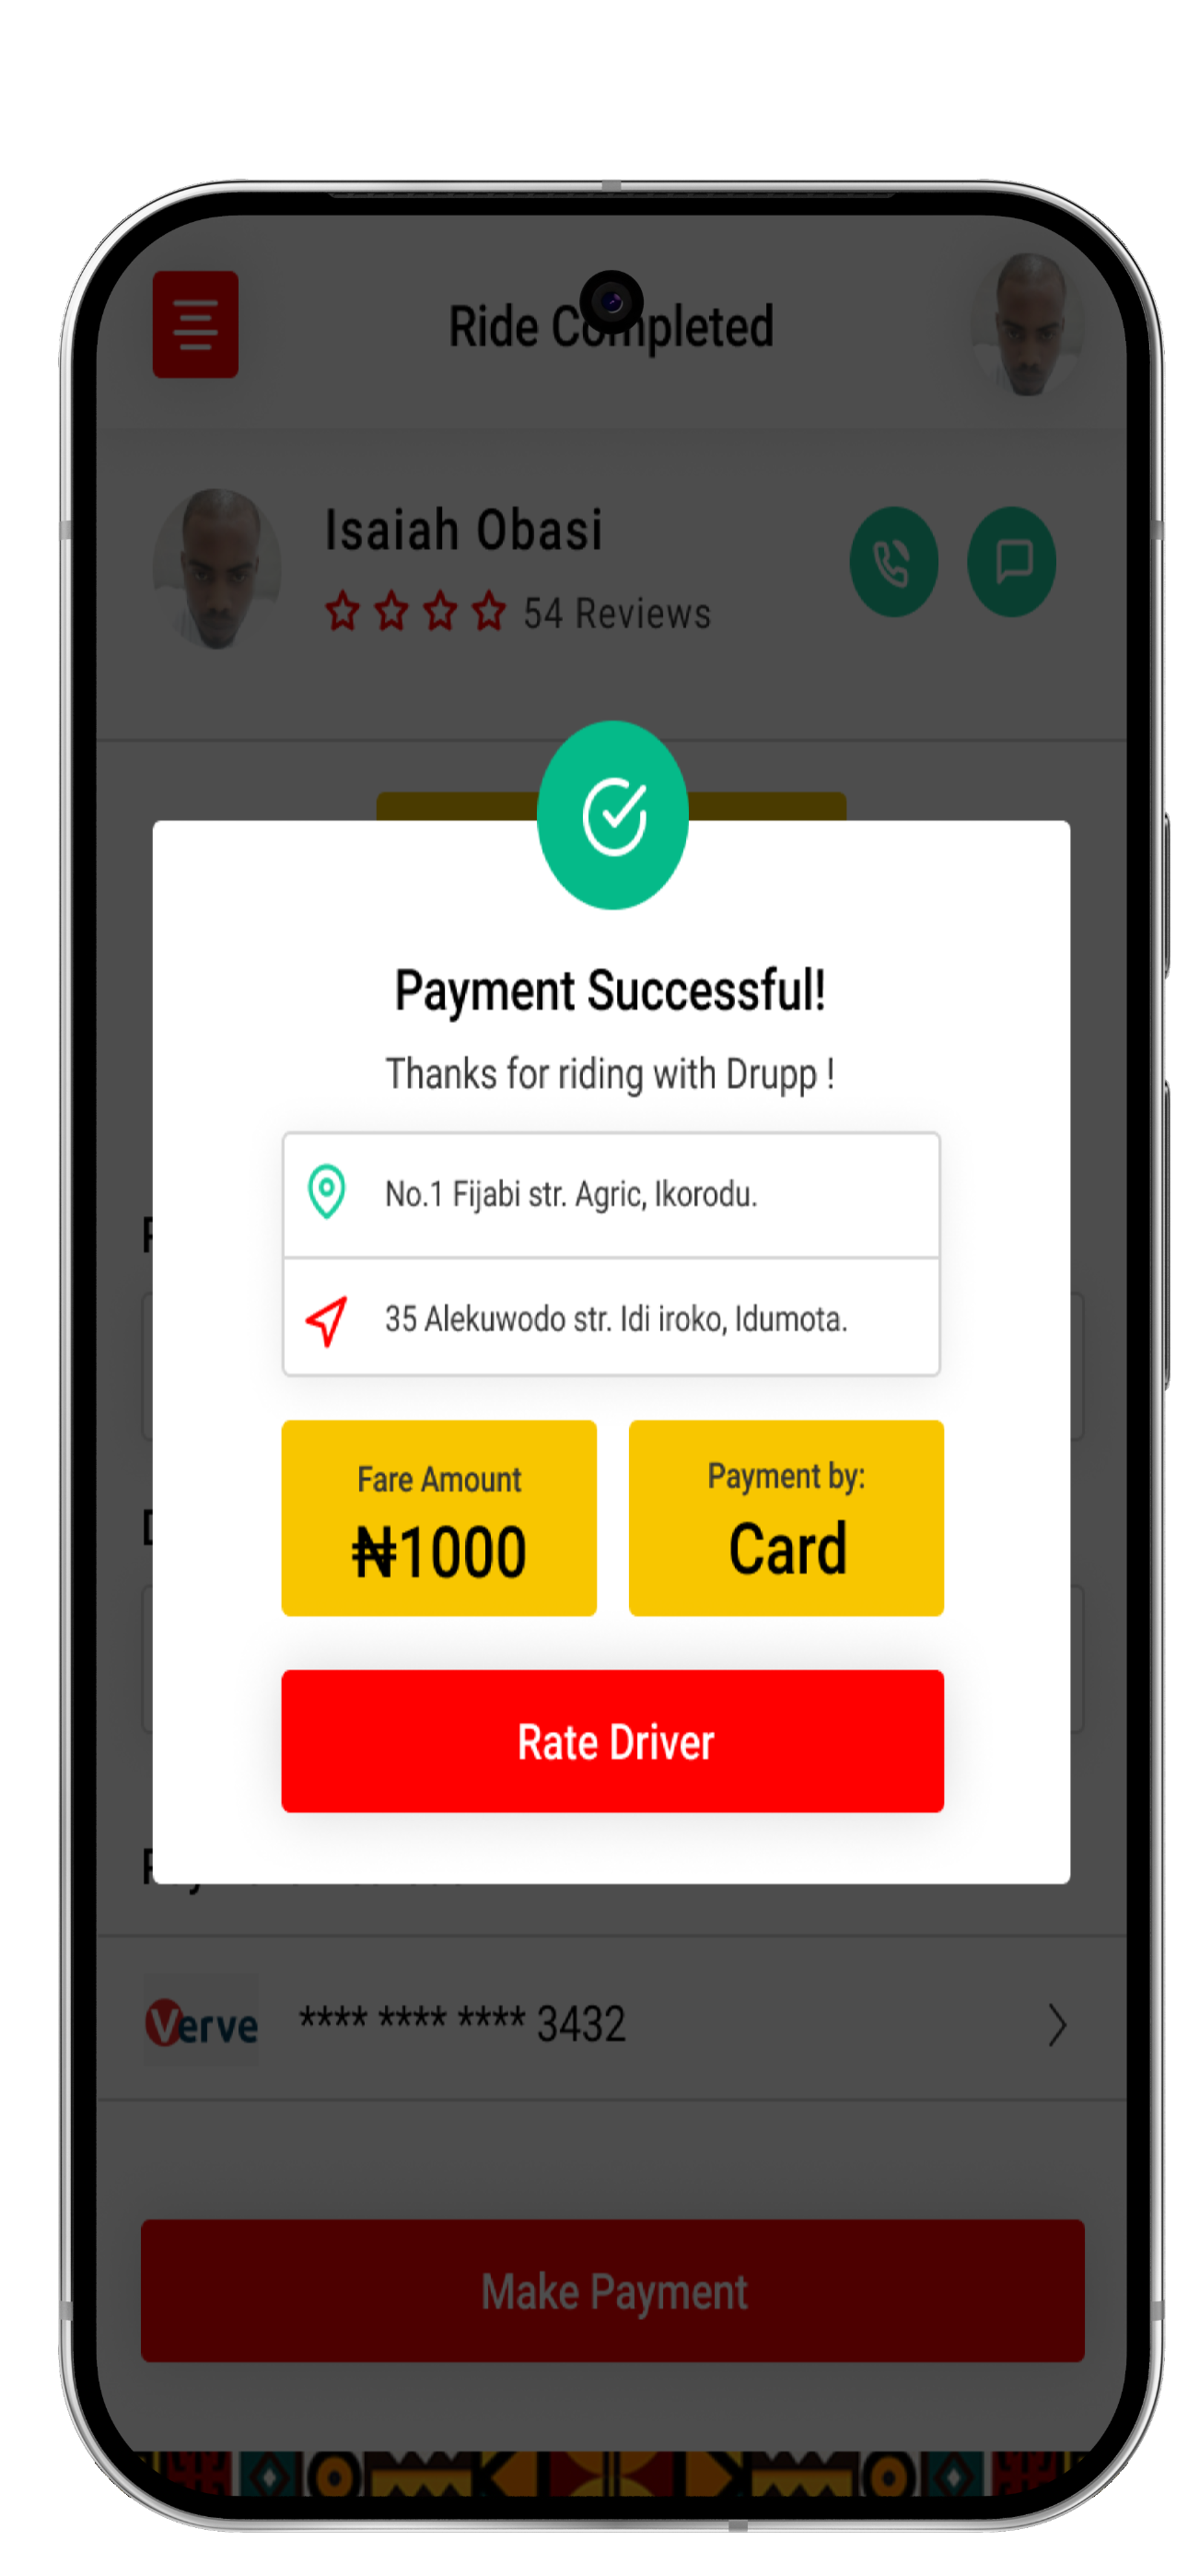 Ride Completed
Isaiah Obasi
54 Reviews
Payment Successful!
Thanks for riding with Drupp !
No.1 Fijabi str. Agric, Ikorodu.
35 Alekuwodo str. Idi iroko, Idumota.
Fare Amount
₦1000
Payment by:
Card
Rate Driver
Verve **** **** **** 3432
Make Payment